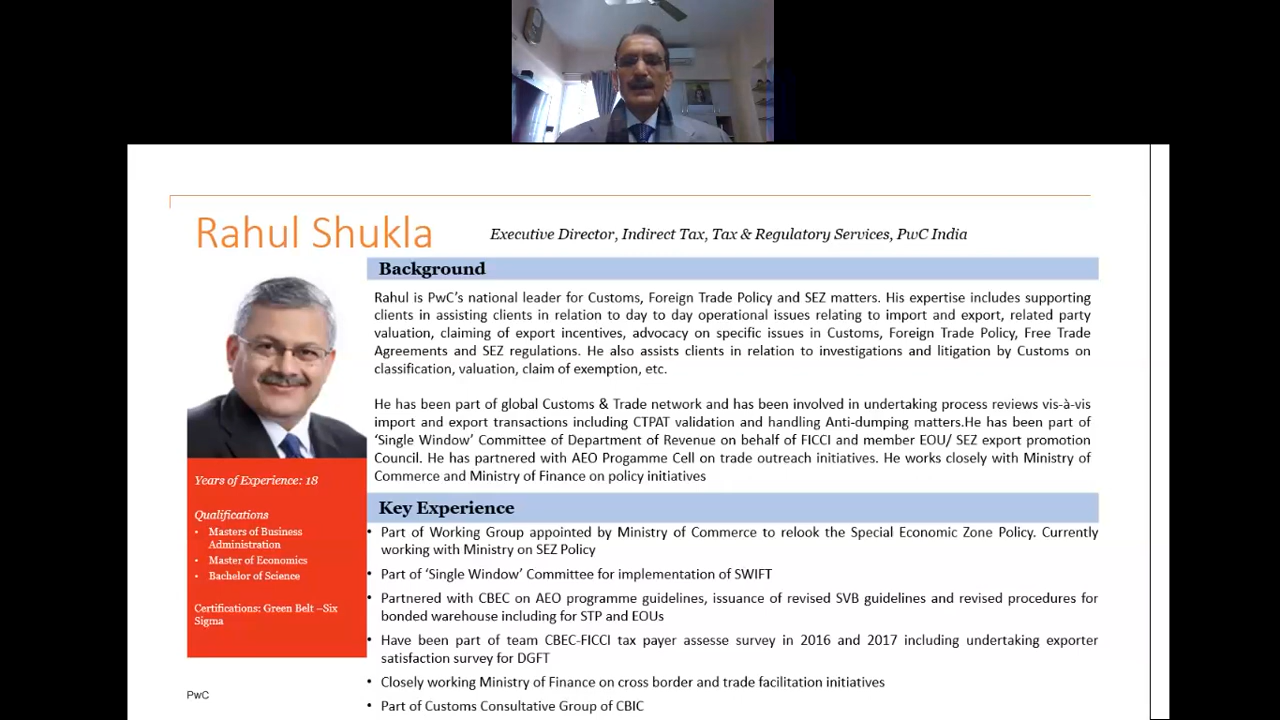 Rahul Shukla
Executive Director, Indirect Tax, Tax & Regulatory Services, PwC India
Background
Rahul is PwC's national leader for Customs, Foreign Trade Policy and SEZ matters. His expertise includes supporting
clients in assisting clients in relation to day to day operational issues relating to import and export, related party
valuation, claiming of export incentives, advocacy on specific issues in Customs, Foreign Trade Policy, Free Trade
Agreements and SEZ regulations. He also assists clients in relation to investigations and litigation by Customs on
classification, valuation, claim of exemption, etc.
He has been part of global Customs & Trade network and has been involved in undertaking process reviews vis-à-vis
import and export transactions including CTPAT validation and handling Anti-dumping matters.He has been part of
‘Single Window’ Committee of Department of Revenue on behalf of FICCI and member EOU/ SEZ export promotion
Council. He has partnered with AEO Progamme Cell on trade outreach initiatives. He works closely with Ministry of
Commerce and Ministry of Finance on policy initiatives
Years of Experience: 18
Qualifications
• Masters of Business
Administration
• Master of Economics
• Bachelor of Science
Certifications: Green Belt –Six
Sigma
Key Experience
• Part of Working Group appointed by Ministry of Commerce to relook the Special Economic Zone Policy. Currently
working with Ministry on SEZ Policy
• Part of ‘Single Window’ Committee for implementation of SWIFT
• Partnered with CBEC on AEO programme guidelines, issuance of revised SVB guidelines and revised procedures for
bonded warehouse including for STP and EOUs
• Have been part of team CBEC-FICCI tax payer assesse survey in 2016 and 2017 including undertaking exporter
satisfaction survey for DGFT
• Closely working Ministry of Finance on cross border and trade facilitation initiatives
• Part of Customs Consultative Group of CBIC
PwC